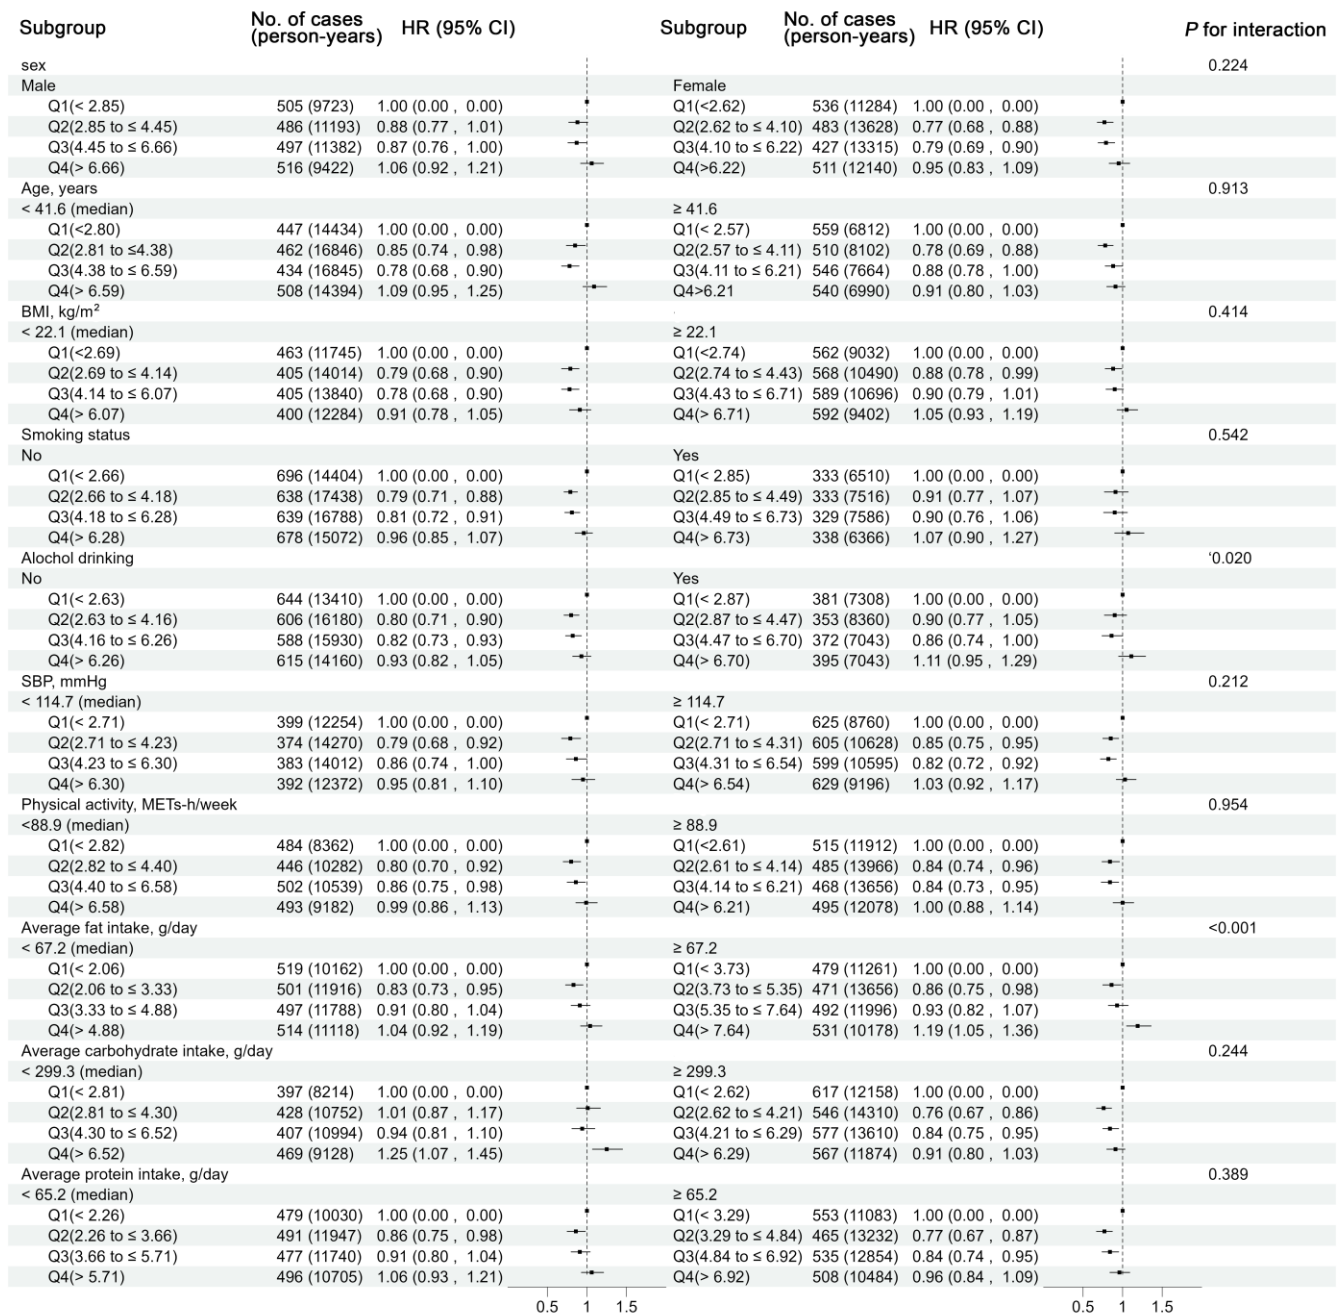 Subgroup No. of cases (person-years) HR (95% CI) Subgroup No. of cases (person-years) HR (95% CI) P for interaction
sex 0.224
Male Female
Q1(< 2.85) 505 (9723) 1.00 (0.00 , 0.00) Q1(<2.62) 536 (11284) 1.00 (0.00 , 0.00)
Q2(2.85 to ≤ 4.45) 486 (11193) 0.88 (0.77 , 1.01) Q2(2.62 to ≤ 4.10) 483 (13628) 0.77 (0.68 , 0.88)
Q3(4.45 to ≤ 6.66) 497 (11382) 0.87 (0.76 , 1.00) Q3(4.10 to ≤ 6.22) 427 (13315) 0.79 (0.69 , 0.90)
Q4(> 6.66) 516 (9422) 1.06 (0.92 , 1.21) Q4(>6.22) 511 (12140) 0.95 (0.83 , 1.09)
Age, years 0.913
< 41.6 (median) ≥ 41.6
Q1(<2.80) 447 (14434) 1.00 (0.00 , 0.00) Q1(< 2.57) 559 (6812) 1.00 (0.00 , 0.00)
Q2(2.81 to ≤4.38) 462 (16846) 0.85 (0.74 , 0.98) Q2(2.57 to ≤ 4.11) 510 (8102) 0.78 (0.69 , 0.88)
Q3(4.38 to ≤ 6.59) 434 (16845) 0.78 (0.68 , 0.90) Q3(4.11 to ≤ 6.21) 546 (7664) 0.88 (0.78 , 1.00)
Q4(> 6.59) 508 (14394) 1.09 (0.95 , 1.25) Q4>6.21 540 (6990) 0.91 (0.80 , 1.03)
BMI, kg/m² 0.414
< 22.1 (median) ≥ 22.1
Q1(<2.69) 463 (11745) 1.00 (0.00 , 0.00) Q1(<2.74) 562 (9032) 1.00 (0.00 , 0.00)
Q2(2.69 to ≤ 4.14) 405 (14014) 0.79 (0.68 , 0.90) Q2(2.74 to ≤ 4.43) 568 (10490) 0.88 (0.78 , 0.99)
Q3(4.14 to ≤ 6.07) 405 (13840) 0.78 (0.68 , 0.90) Q3(4.43 to ≤ 6.71) 589 (10696) 0.90 (0.79 , 1.01)
Q4(> 6.07) 400 (12284) 0.91 (0.78 , 1.05) Q4(> 6.71) 592 (9402) 1.05 (0.93 , 1.19)
Smoking status 0.542
No Yes
Q1(< 2.66) 696 (14404) 1.00 (0.00 , 0.00) Q1(< 2.85) 333 (6510) 1.00 (0.00 , 0.00)
Q2(2.66 to ≤ 4.18) 638 (17438) 0.79 (0.71 , 0.88) Q2(2.85 to ≤ 4.49) 333 (7516) 0.91 (0.77 , 1.07)
Q3(4.18 to ≤ 6.28) 639 (16788) 0.81 (0.72 , 0.91) Q3(4.49 to ≤ 6.73) 329 (7586) 0.90 (0.76 , 1.06)
Q4(> 6.28) 678 (15072) 0.96 (0.85 , 1.07) Q4(> 6.73) 338 (6366) 1.07 (0.90 , 1.27)
Alochol drinking ‘0.020
No Yes
Q1(< 2.63) 644 (13410) 1.00 (0.00 , 0.00) Q1(< 2.87) 381 (7308) 1.00 (0.00 , 0.00)
Q2(2.63 to ≤ 4.16) 606 (16180) 0.80 (0.71 , 0.90) Q2(2.87 to ≤ 4.47) 353 (8360) 0.90 (0.77 , 1.05)
Q3(4.16 to ≤ 6.26) 588 (15930) 0.82 (0.73 , 0.93) Q3(4.47 to ≤ 6.70) 372 (7043) 0.86 (0.74 , 1.00)
Q4(> 6.26) 615 (14160) 0.93 (0.82 , 1.05) Q4(> 6.70) 395 (7043) 1.11 (0.95 , 1.29)
SBP, mmHg 0.212
< 114.7 (median) ≥ 114.7
Q1(< 2.71) 399 (12254) 1.00 (0.00 , 0.00) Q1(< 2.71) 625 (8760) 1.00 (0.00 , 0.00)
Q2(2.71 to ≤ 4.23) 374 (14270) 0.79 (0.68 , 0.92) Q2(2.71 to ≤ 4.31) 605 (10628) 0.85 (0.75 , 0.95)
Q3(4.23 to ≤ 6.30) 383 (14012) 0.86 (0.74 , 1.00) Q3(4.31 to ≤ 6.54) 599 (10595) 0.82 (0.72 , 0.92)
Q4(> 6.30) 392 (12372) 0.95 (0.81 , 1.10) Q4(> 6.54) 629 (9196) 1.03 (0.92 , 1.17)
Physical activity, METs-h/week 0.954
<88.9 (median) ≥ 88.9
Q1(< 2.82) 484 (8362) 1.00 (0.00 , 0.00) Q1(<2.61) 515 (11912) 1.00 (0.00 , 0.00)
Q2(2.82 to ≤ 4.40) 446 (10282) 0.80 (0.70 , 0.92) Q2(2.61 to ≤ 4.14) 485 (13966) 0.84 (0.74 , 0.96)
Q3(4.40 to ≤ 6.58) 502 (10539) 0.86 (0.75 , 0.98) Q3(4.14 to ≤ 6.21) 468 (13656) 0.84 (0.73 , 0.95)
Q4(> 6.58) 493 (9182) 0.99 (0.86 , 1.13) Q4(> 6.21) 495 (12078) 1.00 (0.88 , 1.14)
Average fat intake, g/day <0.001
< 67.2 (median) ≥ 67.2
Q1(< 2.06) 519 (10162) 1.00 (0.00 , 0.00) Q1(< 3.73) 479 (11261) 1.00 (0.00 , 0.00)
Q2(2.06 to ≤ 3.33) 501 (11916) 0.83 (0.73 , 0.95) Q2(3.73 to ≤ 5.35) 471 (13656) 0.86 (0.75 , 0.98)
Q3(3.33 to ≤ 4.88) 497 (11788) 0.91 (0.80 , 1.04) Q3(5.35 to ≤ 7.64) 492 (11996) 0.93 (0.82 , 1.07)
Q4(> 4.88) 514 (11118) 1.04 (0.92 , 1.19) Q4(> 7.64) 531 (10178) 1.19 (1.05 , 1.36)
Average carbohydrate intake, g/day 0.244
< 299.3 (median) ≥ 299.3
Q1(< 2.81) 397 (8214) 1.00 (0.00 , 0.00) Q1(< 2.62) 617 (12158) 1.00 (0.00 , 0.00)
Q2(2.81 to ≤ 4.30) 428 (10752) 1.01 (0.87 , 1.17) Q2(2.62 to ≤ 4.21) 546 (14310) 0.76 (0.67 , 0.86)
Q3(4.30 to ≤ 6.52) 407 (10994) 0.94 (0.81 , 1.10) Q3(4.21 to ≤ 6.29) 577 (13610) 0.84 (0.75 , 0.95)
Q4(> 6.52) 469 (9128) 1.25 (1.07 , 1.45) Q4(> 6.29) 567 (11874) 0.91 (0.80 , 1.03)
Average protein intake, g/day 0.389
< 65.2 (median) ≥ 65.2
Q1(< 2.26) 479 (10030) 1.00 (0.00 , 0.00) Q1(< 3.29) 553 (11083) 1.00 (0.00 , 0.00)
Q2(2.26 to ≤ 3.66) 491 (11947) 0.86 (0.75 , 0.98) Q2(3.29 to ≤ 4.84) 465 (13232) 0.77 (0.67 , 0.87)
Q3(3.66 to ≤ 5.71) 477 (11740) 0.91 (0.80 , 1.04) Q3(4.84 to ≤ 6.92) 535 (12854) 0.84 (0.74 , 0.95)
Q4(> 5.71) 496 (10705) 1.06 (0.93 , 1.21) Q4(> 6.92) 508 (10484) 0.96 (0.84 , 1.09)
0.5 1 1.5 0.5 1 1.5